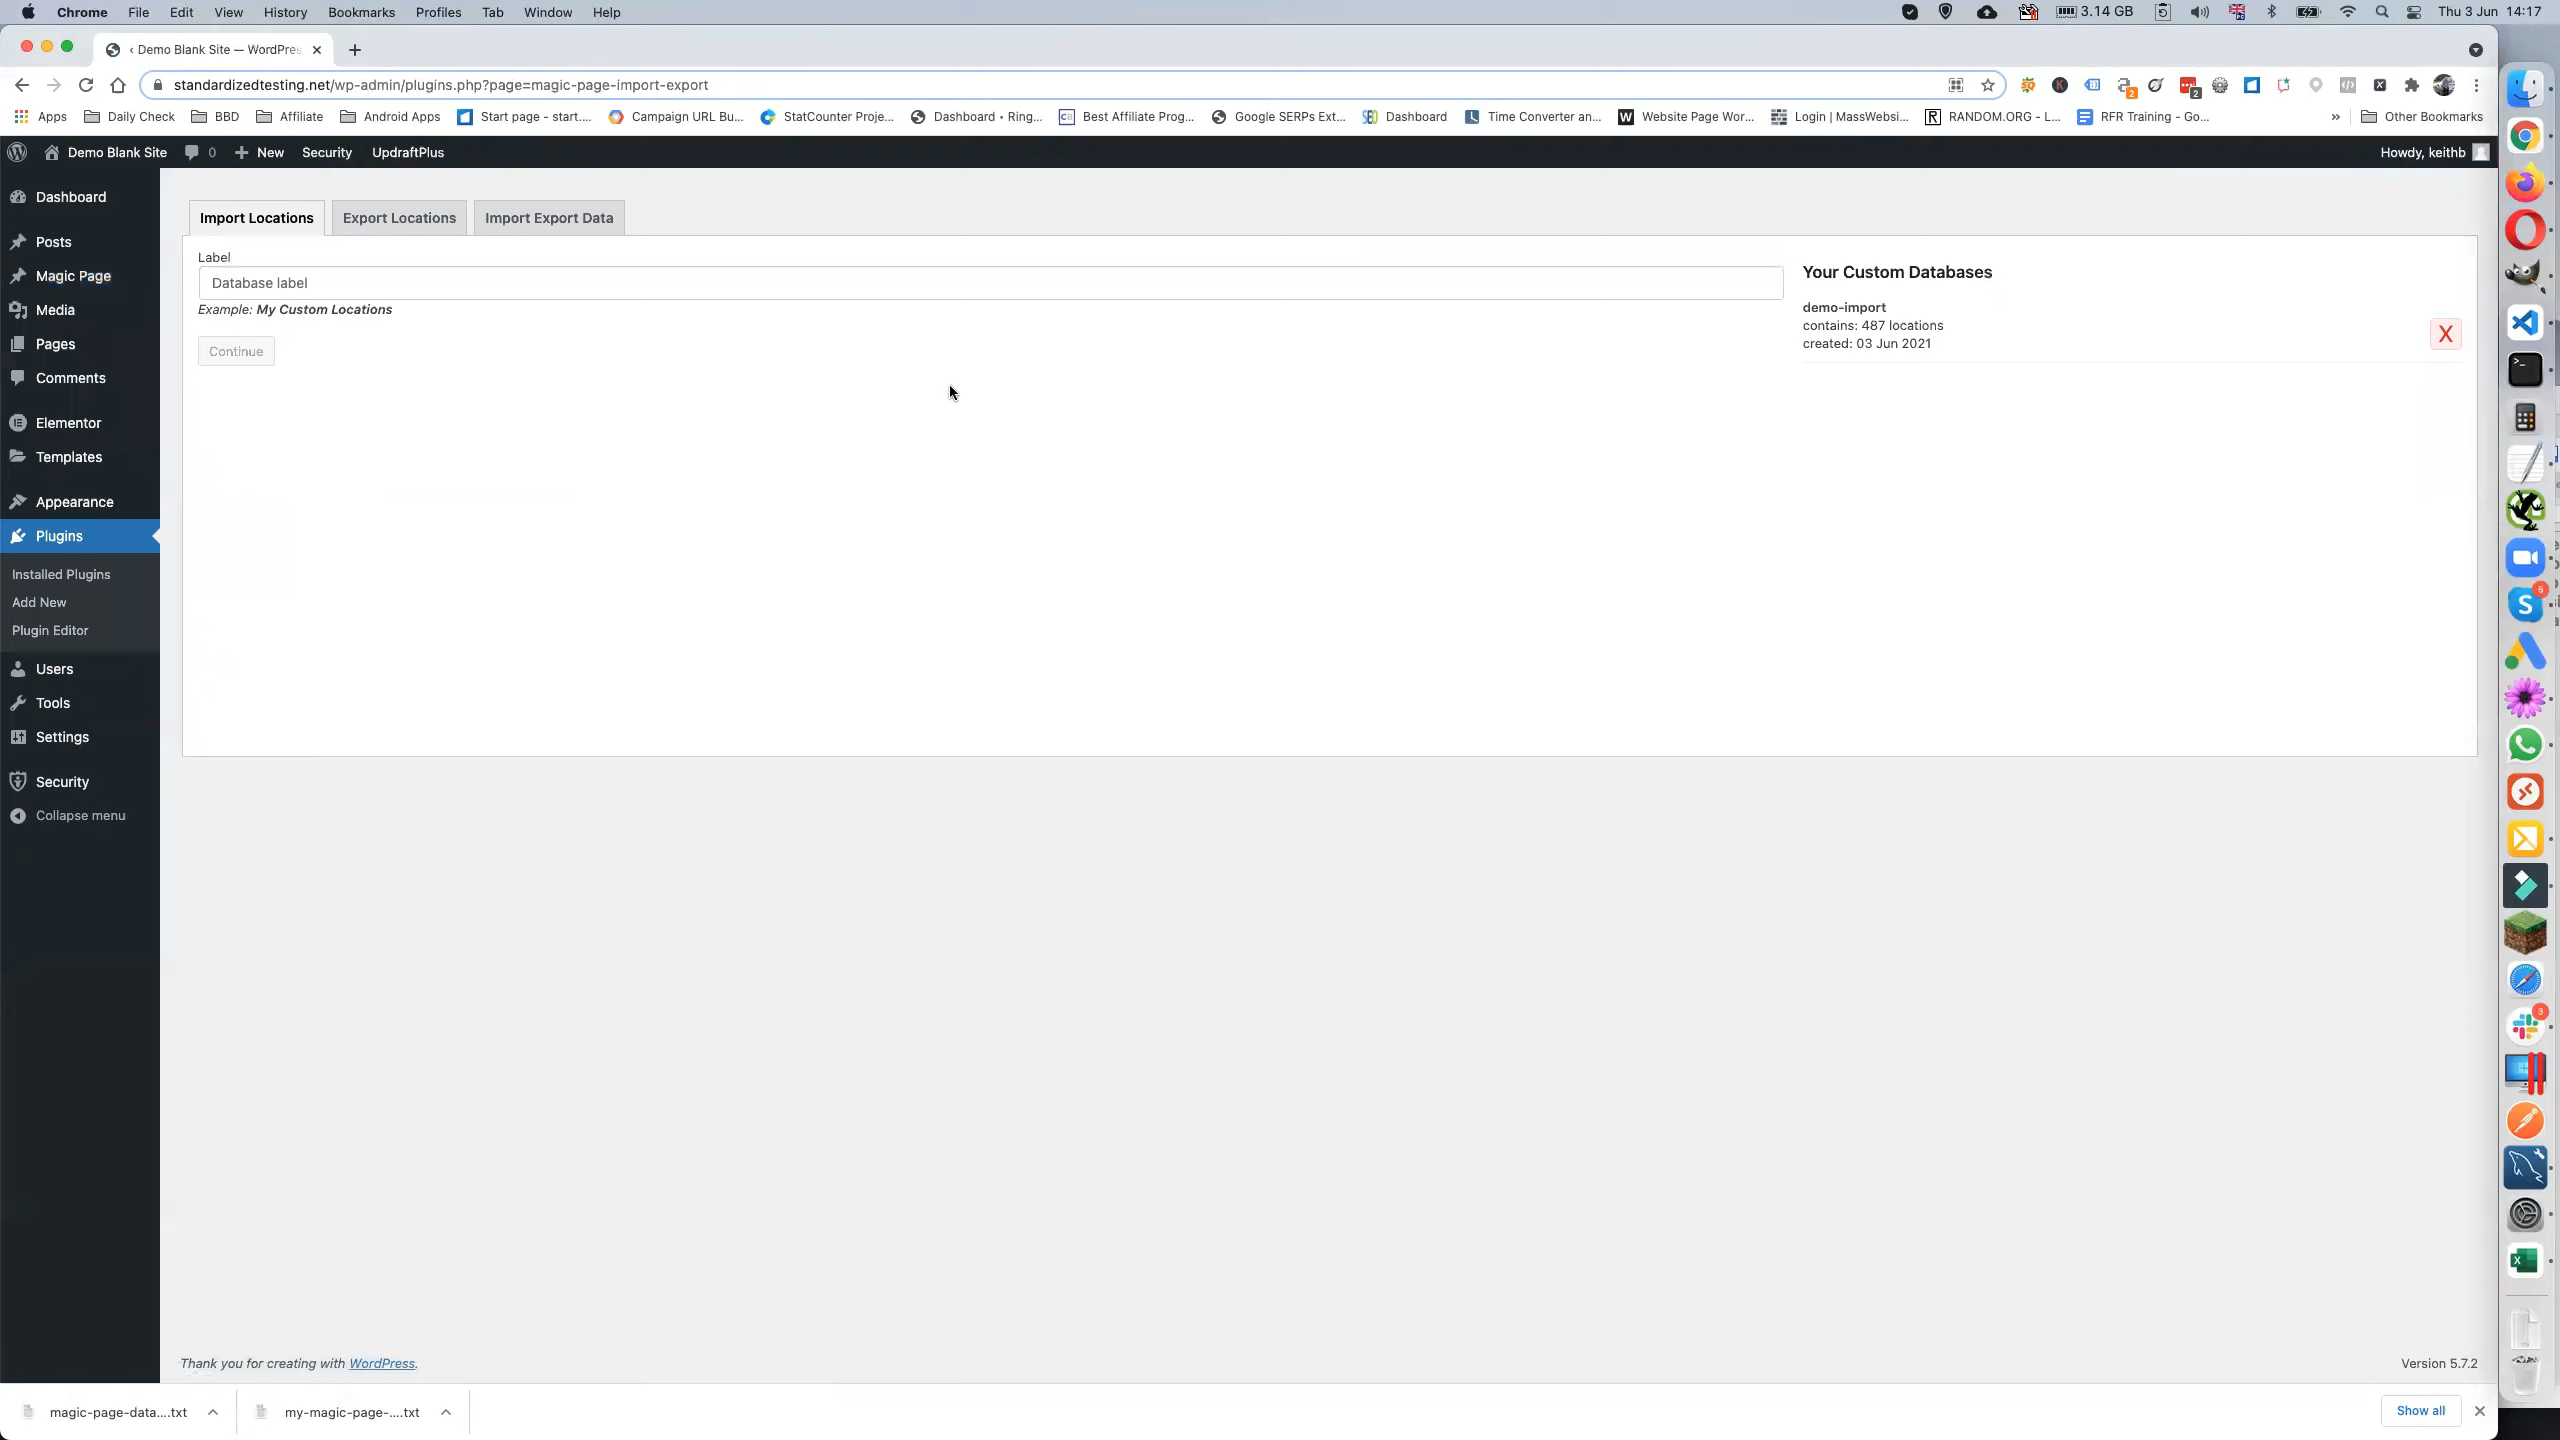 Chrome File Edit View History Bookmarks Profiles Tab Window Help
3.14 GB
Thu 3 Jun 14:17
‹ Demo Blank Site — WordPres
standardizedtesting.net/wp-admin/plugins.php?page=magic-page-import-export
Apps Daily Check BBD Affiliate Android Apps Start page - start.... Campaign URL Bu... StatCounter Proje... Dashboard • Ring... Best Affiliate Prog... Google SERPs Ext... Dashboard Time Converter an... Website Page Wor... Login | MassWebsi... RANDOM.ORG - L... RFR Training - Go... » Other Bookmarks
Demo Blank Site 0 New Security UpdraftPlus
Howdy, keithb
Dashboard
Posts
Magic Page
Media
Pages
Comments
Elementor
Templates
Appearance
Plugins
Installed Plugins
Add New
Plugin Editor
Users
Tools
Settings
Security
Collapse menu
Import Locations Export Locations Import Export Data
Label
Database label
Example: My Custom Locations
Continue
Your Custom Databases
demo-import
contains: 487 locations
created: 03 Jun 2021
X
Thank you for creating with WordPress.
Version 5.7.2
magic-page-data....txt
my-magic-page-....txt
Show all